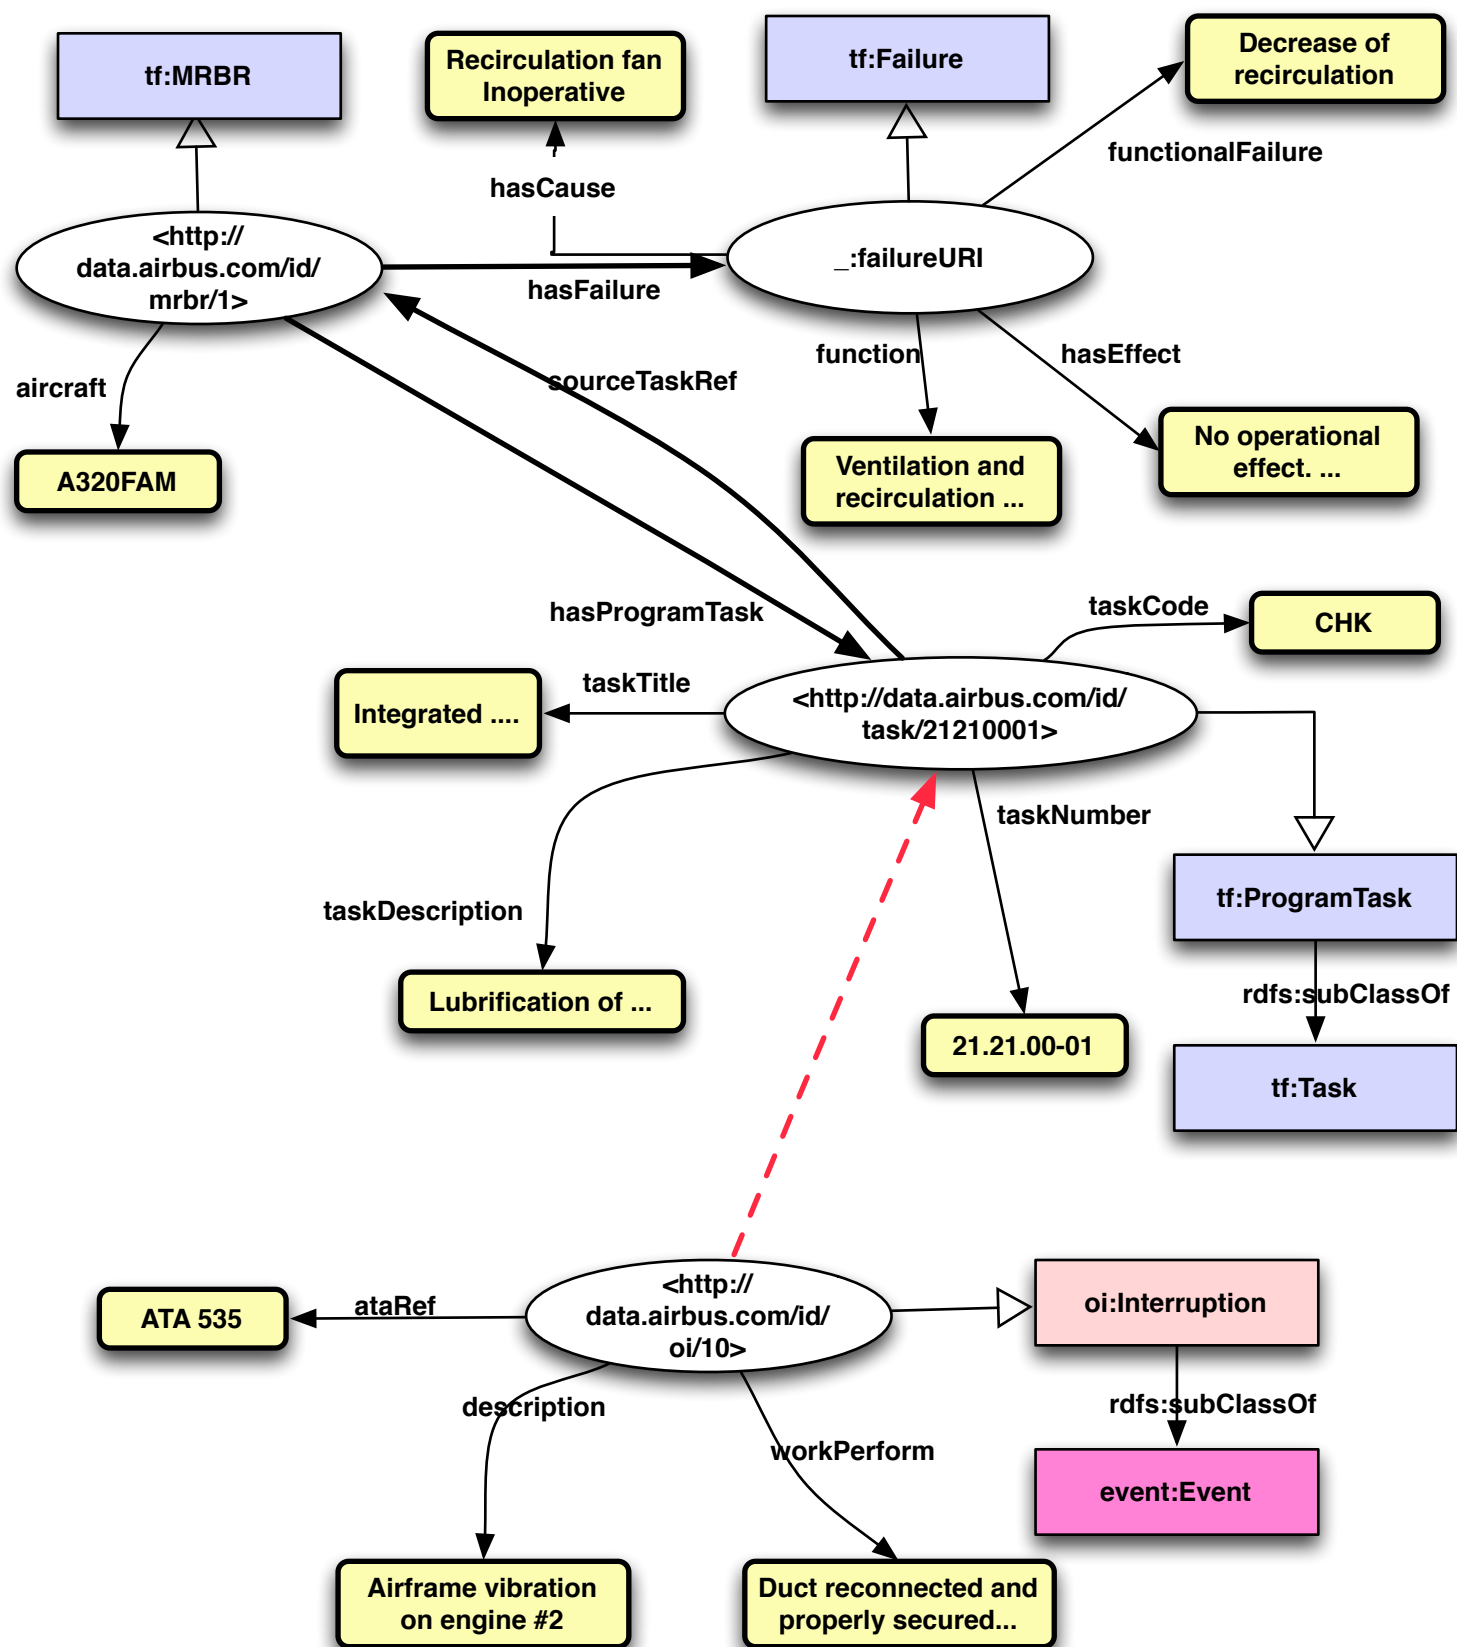 tf:MRBR
Recirculation fan
Inoperative
tf:Failure
Decrease of
recirculation
functionalFailure
hasCause
<http://
data.airbus.com/id/
mrbr/1>
_:failureURI
hasFailure
aircraft
sourceTaskRef
function
hasEffect
A320FAM
Ventilation and
recirculation ...
No operational
effect. ...
hasProgramTask
taskCode
CHK
taskTitle
Integrated ....
<http://data.airbus.com/id/
task/21210001>
taskNumber
taskDescription
tf:ProgramTask
Lubrification of ...
rdfs:subClassOf
21.21.00-01
tf:Task
<http://
data.airbus.com/id/
oi/10>
ataRef
ATA 535
oi:Interruption
description
rdfs:subClassOf
workPerform
event:Event
Airframe vibration
on engine #2
Duct reconnected and
properly secured...